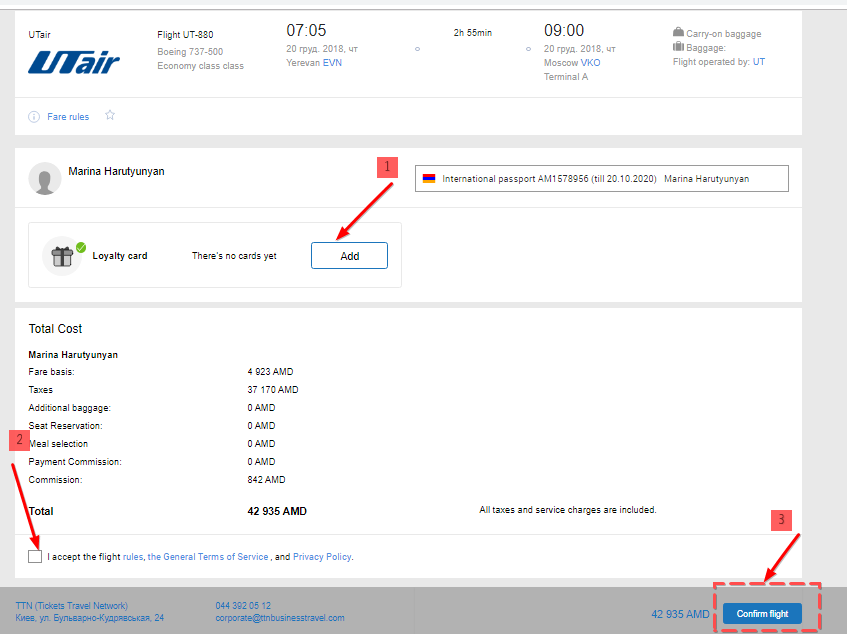 UTair
UTair
Flight UT-880
Boeing 737-500
Economy class class
07:05
20 груд. 2018, чт
Yerevan EVN
2h 55min
09:00
20 груд. 2018, чт
Moscow VKO
Terminal A
Carry-on baggage
Baggage:
Flight operated by: UT
Fare rules
Marina Harutyunyan
1
International passport AM1578956 (till 20.10.2020) Marina Harutyunyan
Loyalty card
There's no cards yet
Add
Total Cost
Marina Harutyunyan
Fare basis: 4 923 AMD
Taxes 37 170 AMD
Additional baggage: 0 AMD
Seat Reservation: 0 AMD
2
Meal selection 0 AMD
Payment Commission: 0 AMD
Commission: 842 AMD
Total 42 935 AMD
All taxes and service charges are included.
3
I accept the flight rules, the General Terms of Service , and Privacy Policy.
TTN (Tickets Travel Network)
Киев, ул. Бульварно-Кудрявськая, 24
044 392 05 12
corporate@ttnbusinesstravel.com
42 935 AMD
Confirm flight